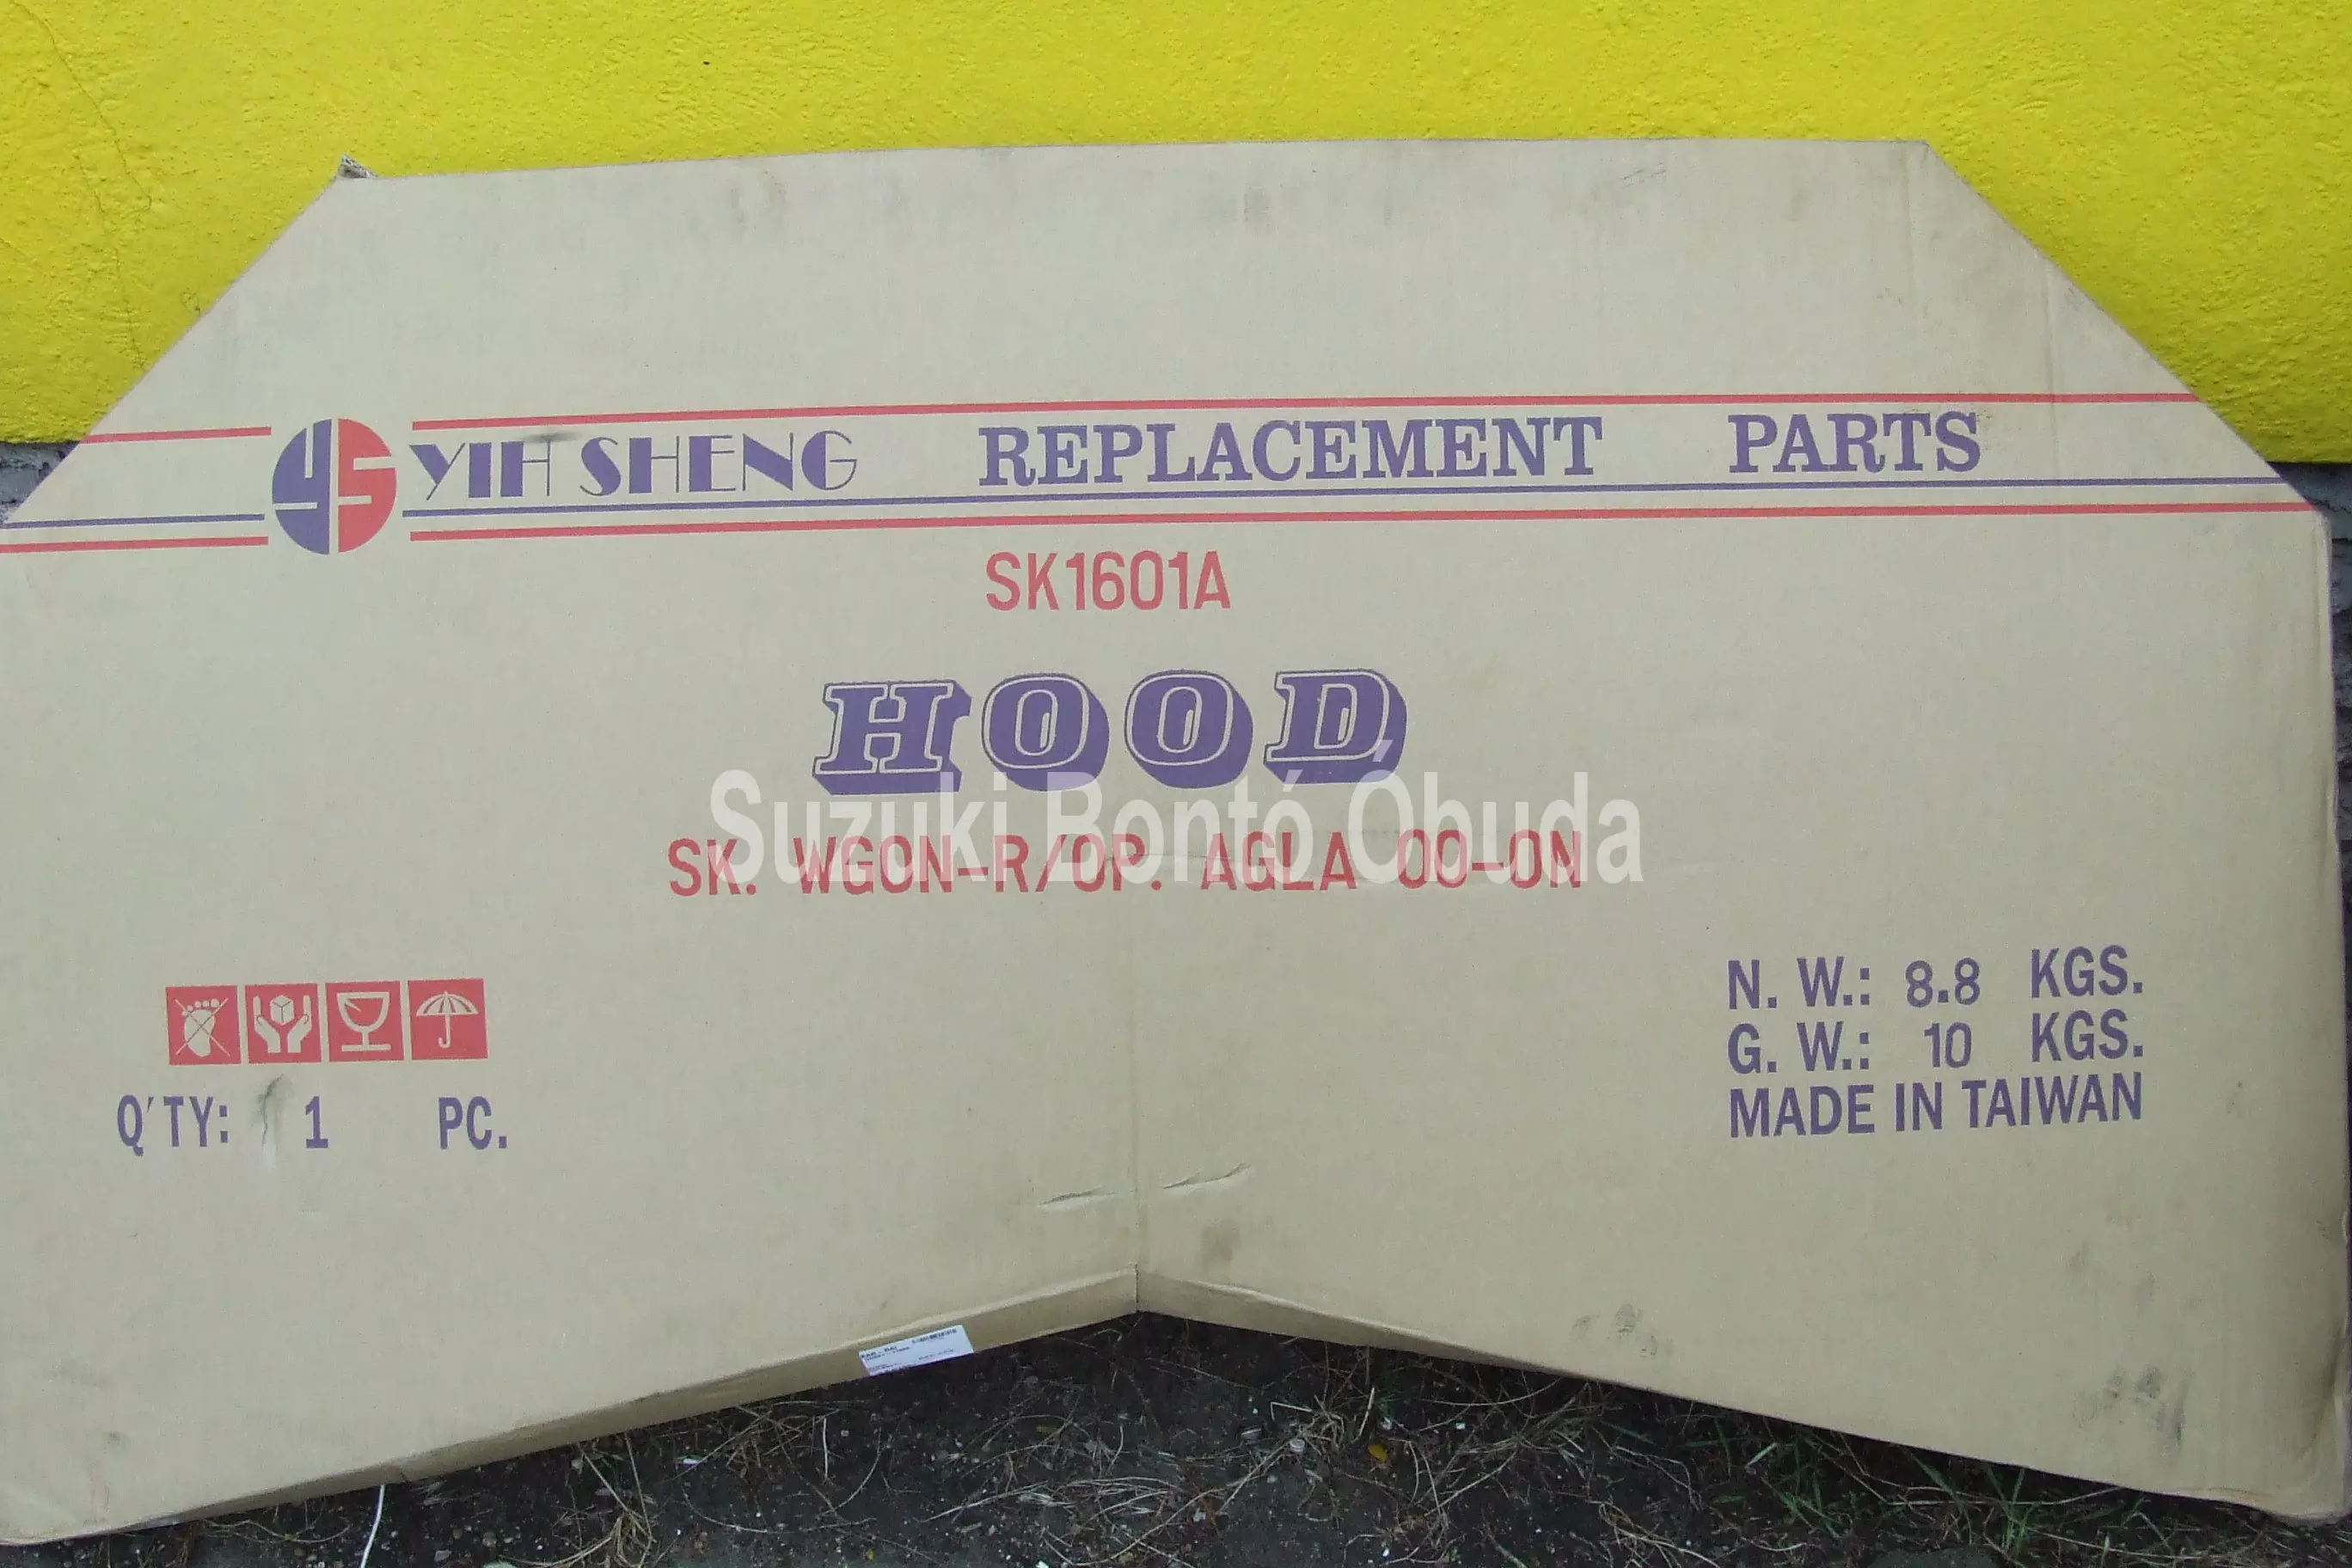 YS YIH SHENG REPLACEMENT PARTS
SK1601A
HOOD
Suzuki Bontó Óbuda
SK. WGON-R/OP. AGLA 00-ON
N. W.: 8.8 KGS.
G. W.: 10 KGS.
MADE IN TAIWAN
Q'TY: 1 PC.